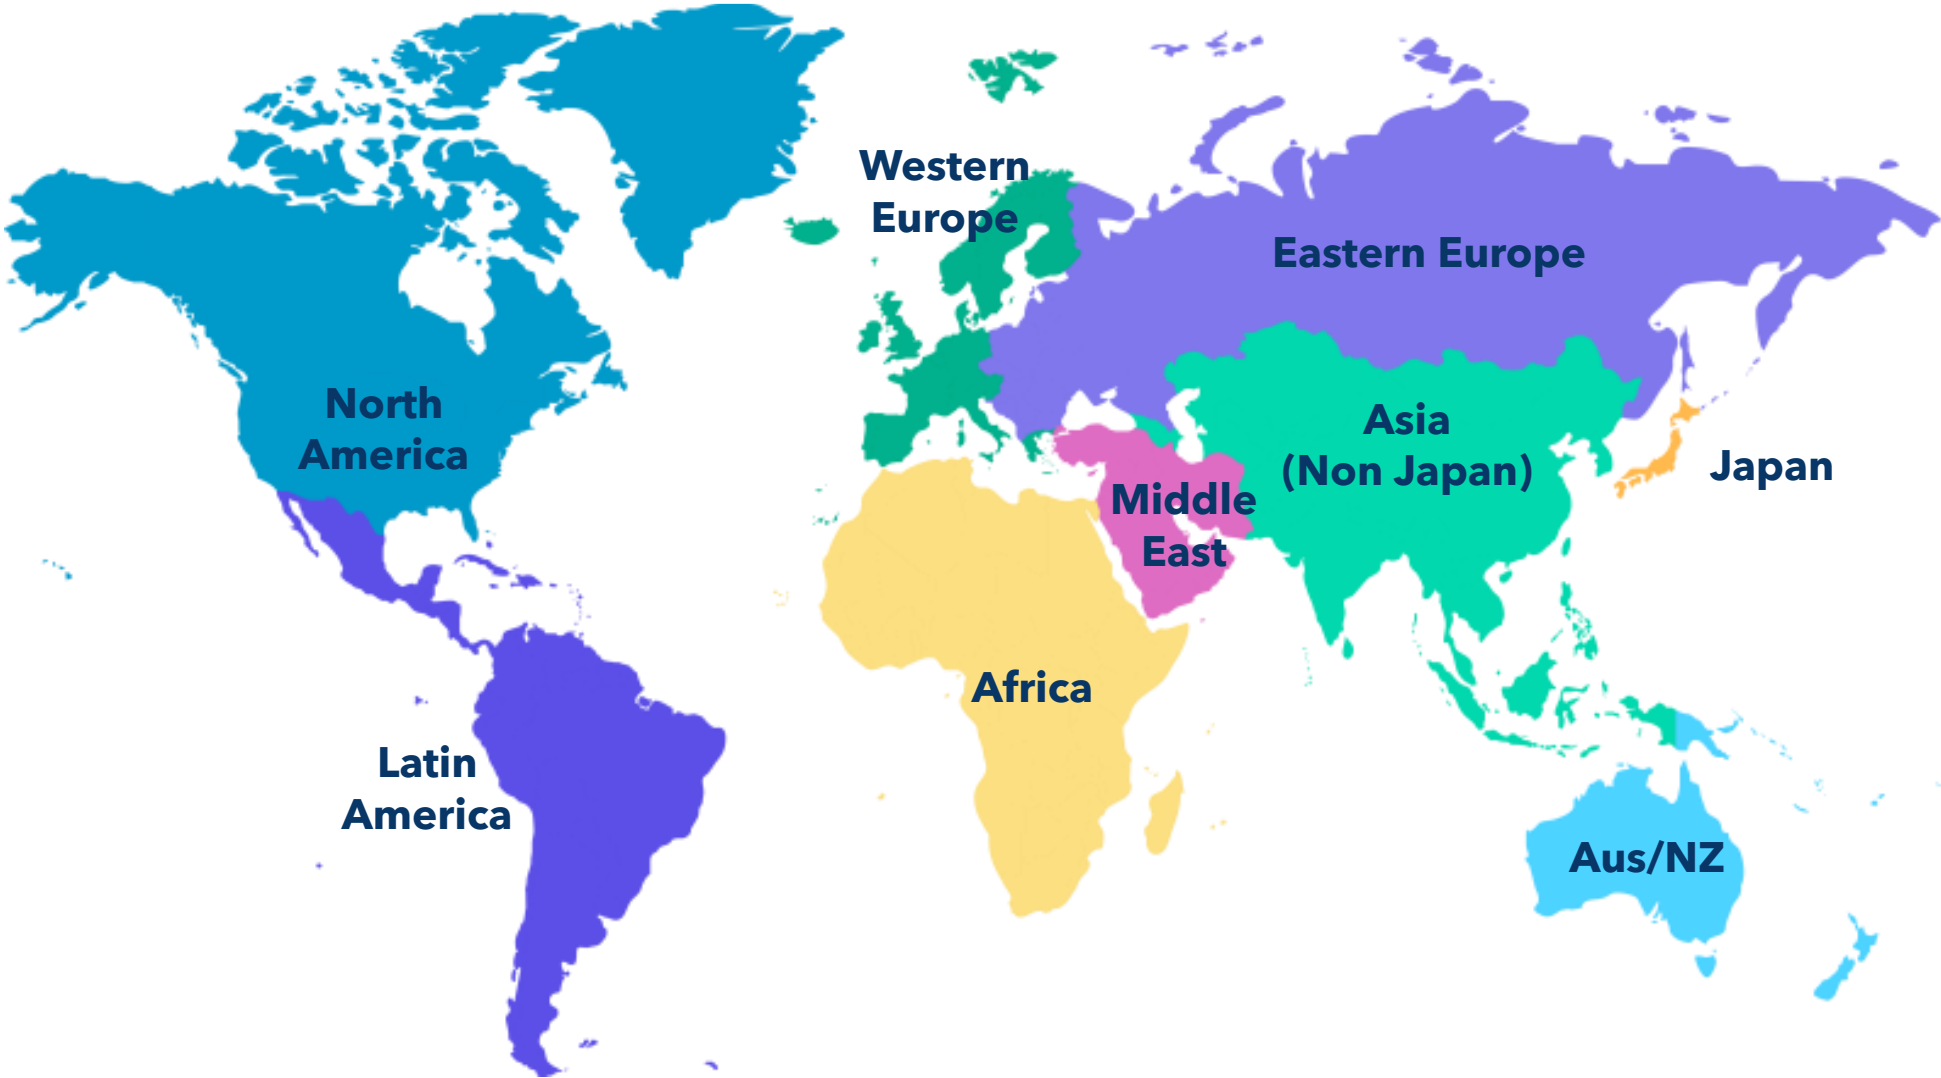 Western
Europe
Eastern Europe
North
America
Asia
(Non Japan)
Japan
Middle
East
Africa
Latin
America
Aus/NZ